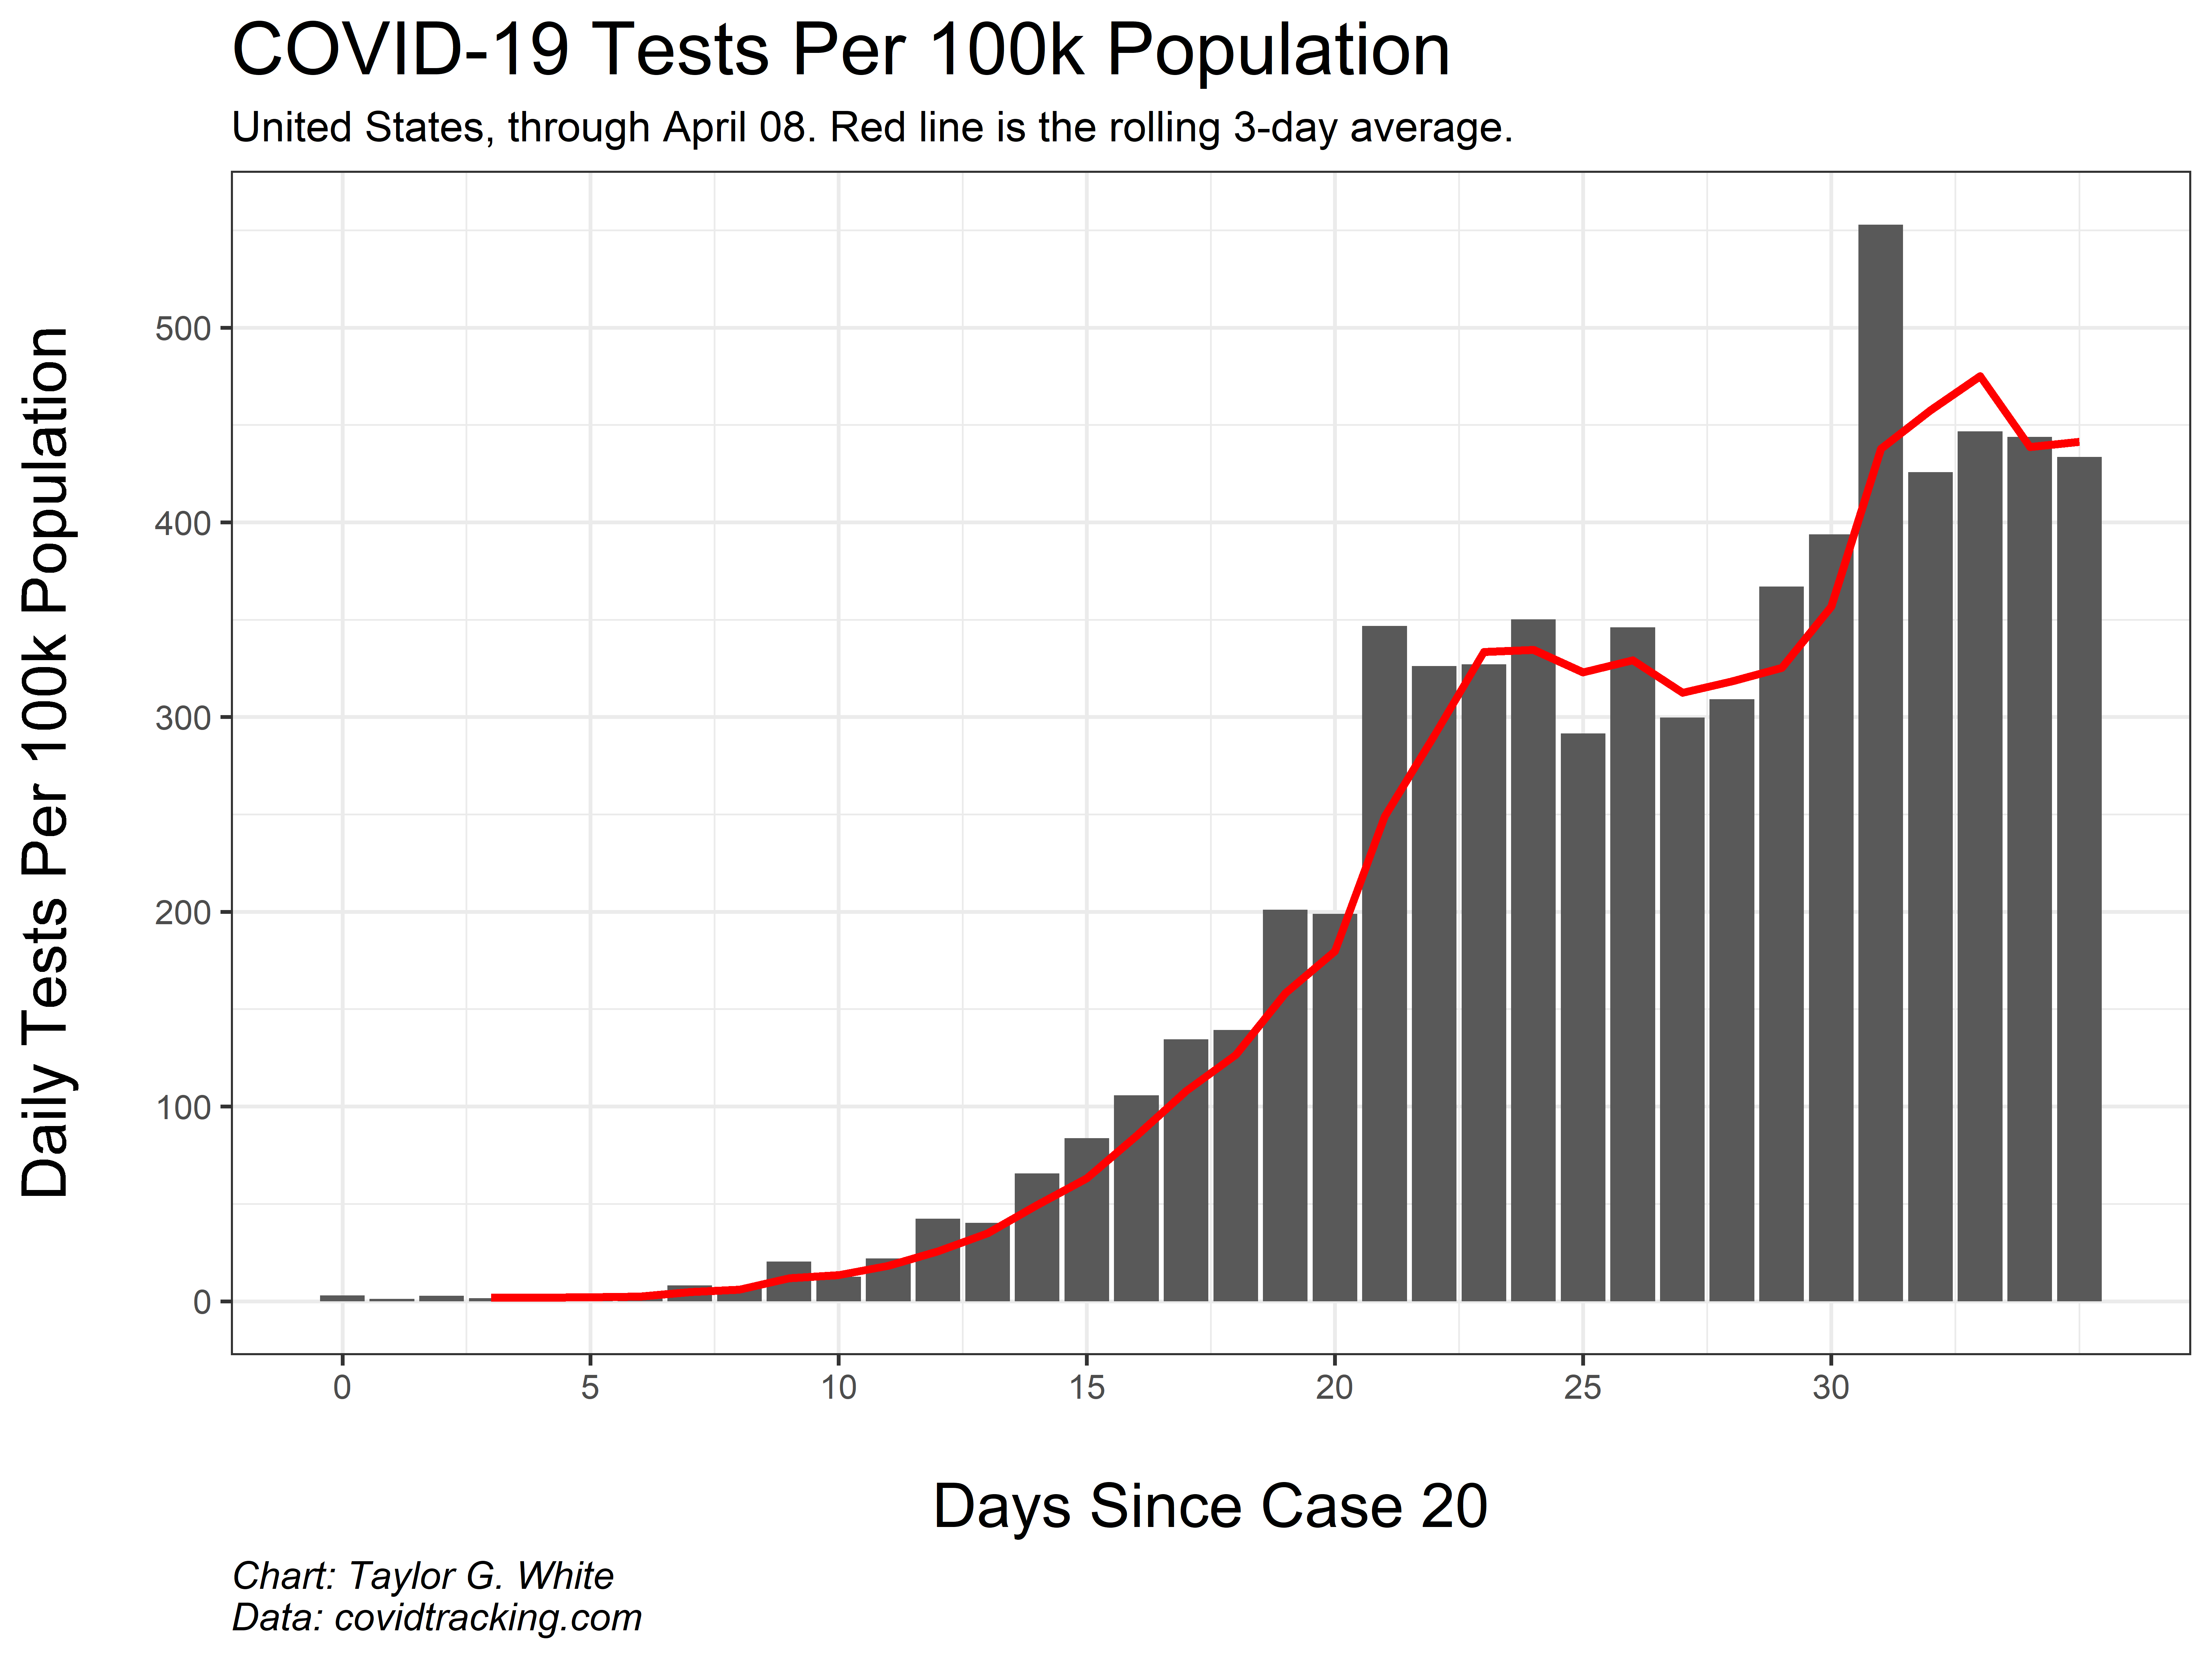 COVID-19 Tests Per 100k Population
United States, through April 08. Red line is the rolling 3-day average.
Daily Tests Per 100k Population
500
400
300
200
100
0
0 5 10 15 20 25 30
Days Since Case 20
Chart: Taylor G. White
Data: covidtracking.com